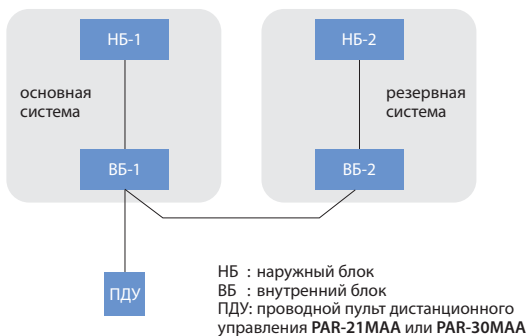 НБ-1
НБ-2
основная
система
резервная
система
ВБ-1
ВБ-2
ПДУ
НБ : наружный блок
ВБ : внутренний блок
ПДУ: проводной пульт дистанционного
управления PAR-21MAA или PAR-30MAA